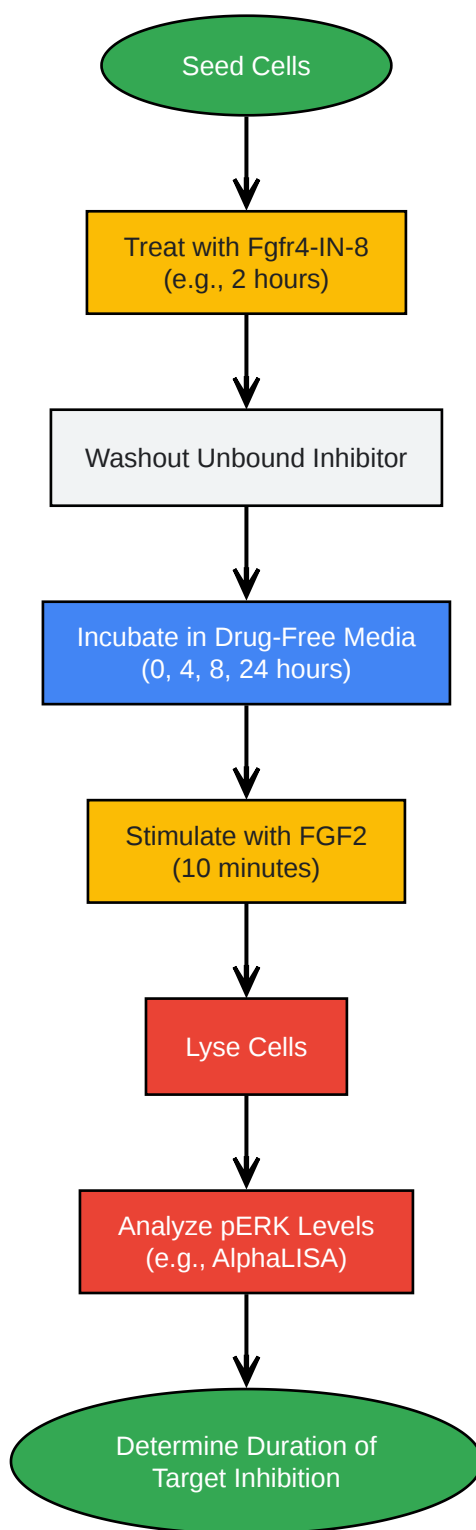 Seed Cells
Treat with Fgfr4-IN-8
(e.g., 2 hours)
Washout Unbound Inhibitor
Incubate in Drug-Free Media
(0, 4, 8, 24 hours)
Stimulate with FGF2
(10 minutes)
Lyse Cells
Analyze pERK Levels
(e.g., AlphaLISA)
Determine Duration of
Target Inhibition